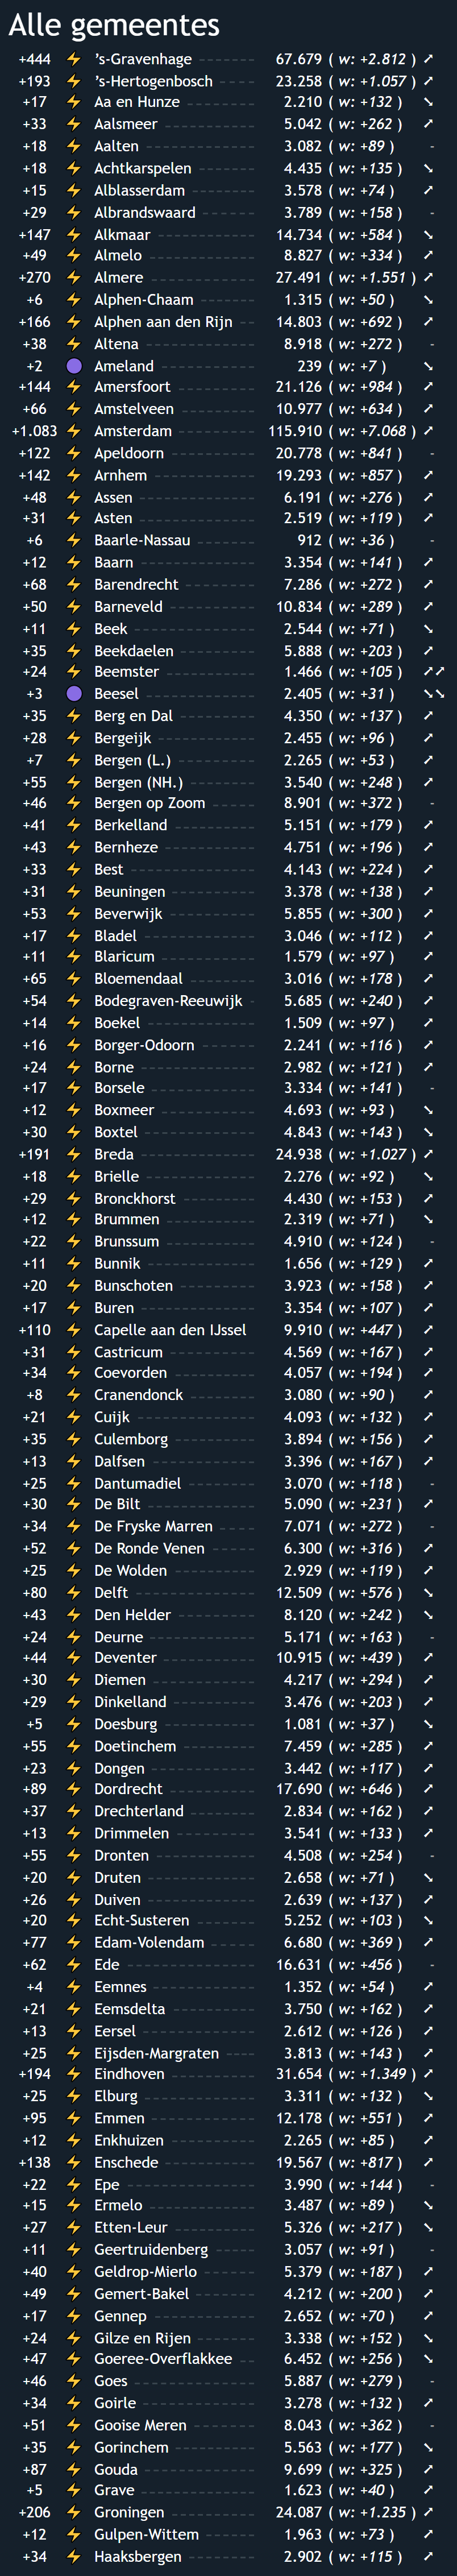 Alle gemeentes
+444 ⚡ ’s-Gravenhage 67.679 ( w: +2.812 ) ➚
+193 ⚡ ’s-Hertogenbosch 23.258 ( w: +1.057 ) ➚
+17 ⚡ Aa en Hunze 2.210 ( w: +132 ) ➘
+33 ⚡ Aalsmeer 5.042 ( w: +262 ) ➚
+18 ⚡ Aalten 3.082 ( w: +89 ) -
+18 ⚡ Achtkarspelen 4.435 ( w: +135 ) ➘
+15 ⚡ Alblasserdam 3.578 ( w: +74 ) ➚
+29 ⚡ Albrandswaard 3.789 ( w: +158 ) -
+147 ⚡ Alkmaar 14.734 ( w: +584 ) ➘
+49 ⚡ Almelo 8.827 ( w: +334 ) ➚
+270 ⚡ Almere 27.491 ( w: +1.551 ) ➚
+6 ⚡ Alphen-Chaam 1.315 ( w: +50 ) ➘
+166 ⚡ Alphen aan den Rijn 14.803 ( w: +692 ) ➚
+38 ⚡ Altena 8.918 ( w: +272 ) -
+2 Ameland 239 ( w: +7 ) ➘
+144 ⚡ Amersfoort 21.126 ( w: +984 ) ➚
+66 ⚡ Amstelveen 10.977 ( w: +634 ) ➚
+1.083 ⚡ Amsterdam 115.910 ( w: +7.068 ) ➚
+122 ⚡ Apeldoorn 20.778 ( w: +841 ) -
+142 ⚡ Arnhem 19.293 ( w: +857 ) ➚
+48 ⚡ Assen 6.191 ( w: +276 ) ➚
+31 ⚡ Asten 2.519 ( w: +119 ) ➚
+6 ⚡ Baarle-Nassau 912 ( w: +36 ) -
+12 ⚡ Baarn 3.354 ( w: +141 ) ➚
+68 ⚡ Barendrecht 7.286 ( w: +272 ) ➚
+50 ⚡ Barneveld 10.834 ( w: +289 ) ➚
+11 ⚡ Beek 2.544 ( w: +71 ) ➘
+35 ⚡ Beekdaelen 5.888 ( w: +203 ) ➚
+24 ⚡ Beemster 1.466 ( w: +105 ) ➚➚
+3 Beesel 2.405 ( w: +31 ) ➘➘
+35 ⚡ Berg en Dal 4.350 ( w: +137 ) ➚
+28 ⚡ Bergeijk 2.455 ( w: +96 ) ➚
+7 ⚡ Bergen (L.) 2.265 ( w: +53 ) ➚
+55 ⚡ Bergen (NH.) 3.540 ( w: +248 ) ➚
+46 ⚡ Bergen op Zoom 8.901 ( w: +372 ) -
+41 ⚡ Berkelland 5.151 ( w: +179 ) ➚
+43 ⚡ Bernheze 4.751 ( w: +196 ) ➚
+33 ⚡ Best 4.143 ( w: +224 ) ➚
+31 ⚡ Beuningen 3.378 ( w: +138 ) ➚
+53 ⚡ Beverwijk 5.855 ( w: +300 ) ➚
+17 ⚡ Bladel 3.046 ( w: +112 ) ➚
+11 ⚡ Blaricum 1.579 ( w: +97 ) ➚
+65 ⚡ Bloemendaal 3.016 ( w: +178 ) ➚
+54 ⚡ Bodegraven-Reeuwijk 5.685 ( w: +240 ) ➚
+14 ⚡ Boekel 1.509 ( w: +97 ) ➚
+16 ⚡ Borger-Odoorn 2.241 ( w: +116 ) ➚
+24 ⚡ Borne 2.982 ( w: +121 ) ➚
+17 ⚡ Borsele 3.334 ( w: +141 ) -
+12 ⚡ Boxmeer 4.693 ( w: +93 ) ➘
+30 ⚡ Boxtel 4.843 ( w: +143 ) ➘
+191 ⚡ Breda 24.938 ( w: +1.027 ) ➚
+18 ⚡ Brielle 2.276 ( w: +92 ) ➘
+29 ⚡ Bronckhorst 4.430 ( w: +153 ) ➚
+12 ⚡ Brummen 2.319 ( w: +71 ) ➘
+22 ⚡ Brunssum 4.910 ( w: +124 ) -
+11 ⚡ Bunnik 1.656 ( w: +129 ) ➚
+20 ⚡ Bunschoten 3.923 ( w: +158 ) ➚
+17 ⚡ Buren 3.354 ( w: +107 ) ➚
+110 ⚡ Capelle aan den IJssel 9.910 ( w: +447 ) ➚
+31 ⚡ Castricum 4.569 ( w: +167 ) ➚
+34 ⚡ Coevorden 4.057 ( w: +194 ) ➚
+8 ⚡ Cranendonck 3.080 ( w: +90 ) ➚
+21 ⚡ Cuijk 4.093 ( w: +132 ) ➚
+35 ⚡ Culemborg 3.894 ( w: +156 ) ➚
+13 ⚡ Dalfsen 3.396 ( w: +167 ) ➚
+25 ⚡ Dantumadiel 3.070 ( w: +118 ) -
+30 ⚡ De Bilt 5.090 ( w: +231 ) ➚
+34 ⚡ De Fryske Marren 7.071 ( w: +272 ) -
+52 ⚡ De Ronde Venen 6.300 ( w: +316 ) ➚
+25 ⚡ De Wolden 2.929 ( w: +119 ) ➚
+80 ⚡ Delft 12.509 ( w: +576 ) ➘
+43 ⚡ Den Helder 8.120 ( w: +242 ) ➘
+24 ⚡ Deurne 5.171 ( w: +163 ) -
+44 ⚡ Deventer 10.915 ( w: +439 ) ➚
+30 ⚡ Diemen 4.217 ( w: +294 ) ➚
+29 ⚡ Dinkelland 3.476 ( w: +203 ) ➚
+5 ⚡ Doesburg 1.081 ( w: +37 ) ➘
+55 ⚡ Doetinchem 7.459 ( w: +285 ) ➚
+23 ⚡ Dongen 3.442 ( w: +117 ) ➚
+89 ⚡ Dordrecht 17.690 ( w: +646 ) ➚
+37 ⚡ Drechterland 2.834 ( w: +162 ) ➚
+13 ⚡ Drimmelen 3.541 ( w: +133 ) ➚
+55 ⚡ Dronten 4.508 ( w: +254 ) -
+20 ⚡ Druten 2.658 ( w: +71 ) ➘
+26 ⚡ Duiven 2.639 ( w: +137 ) ➚
+20 ⚡ Echt-Susteren 5.252 ( w: +103 ) ➘
+77 ⚡ Edam-Volendam 6.680 ( w: +369 ) ➚
+62 ⚡ Ede 16.631 ( w: +456 ) -
+4 ⚡ Eemnes 1.352 ( w: +54 ) ➚
+21 ⚡ Eemsdelta 3.750 ( w: +162 ) ➚
+13 ⚡ Eersel 2.612 ( w: +126 ) ➚
+25 ⚡ Eijsden-Margraten 3.813 ( w: +143 ) ➚
+194 ⚡ Eindhoven 31.654 ( w: +1.349 ) ➚
+25 ⚡ Elburg 3.311 ( w: +132 ) ➘
+95 ⚡ Emmen 12.178 ( w: +551 ) ➚
+12 ⚡ Enkhuizen 2.265 ( w: +85 ) ➚
+138 ⚡ Enschede 19.567 ( w: +817 ) ➚
+22 ⚡ Epe 3.990 ( w: +144 ) -
+15 ⚡ Ermelo 3.487 ( w: +89 ) ➘
+27 ⚡ Etten-Leur 5.326 ( w: +217 ) ➘
+11 ⚡ Geertruidenberg 3.057 ( w: +91 ) -
+40 ⚡ Geldrop-Mierlo 5.379 ( w: +187 ) ➚
+49 ⚡ Gemert-Bakel 4.212 ( w: +200 ) ➚
+17 ⚡ Gennep 2.652 ( w: +70 ) ➚
+24 ⚡ Gilze en Rijen 3.338 ( w: +152 ) ➘
+47 ⚡ Goeree-Overflakkee 6.452 ( w: +256 ) ➘
+46 ⚡ Goes 5.887 ( w: +279 ) -
+34 ⚡ Goirle 3.278 ( w: +132 ) ➚
+51 ⚡ Gooise Meren 8.043 ( w: +362 ) -
+35 ⚡ Gorinchem 5.563 ( w: +177 ) ➘
+87 ⚡ Gouda 9.699 ( w: +325 ) ➚
+5 ⚡ Grave 1.623 ( w: +40 ) ➚
+206 ⚡ Groningen 24.087 ( w: +1.235 ) ➚
+12 ⚡ Gulpen-Wittem 1.963 ( w: +73 ) ➚
+34 ⚡ Haaksbergen 2.902 ( w: +115 ) ➚